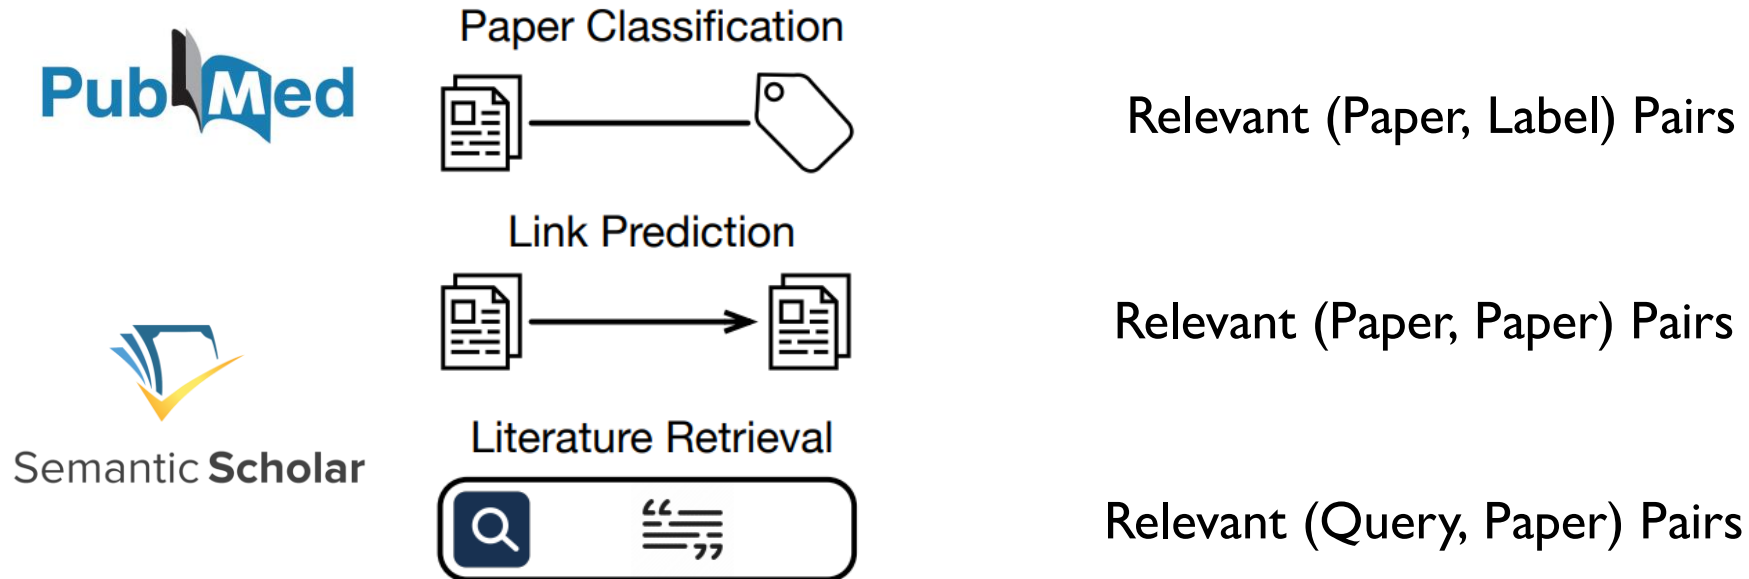 PubMed
Paper Classification
Relevant (Paper, Label) Pairs
Link Prediction
Relevant (Paper, Paper) Pairs
Semantic Scholar
Literature Retrieval
Relevant (Query, Paper) Pairs